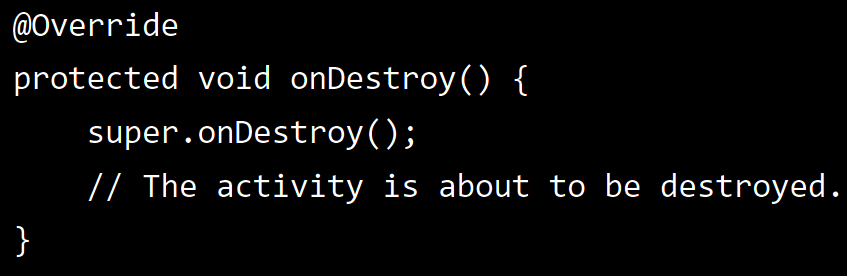 @Override
protected void onDestroy() {
    super.onDestroy();
    // The activity is about to be destroyed.
}